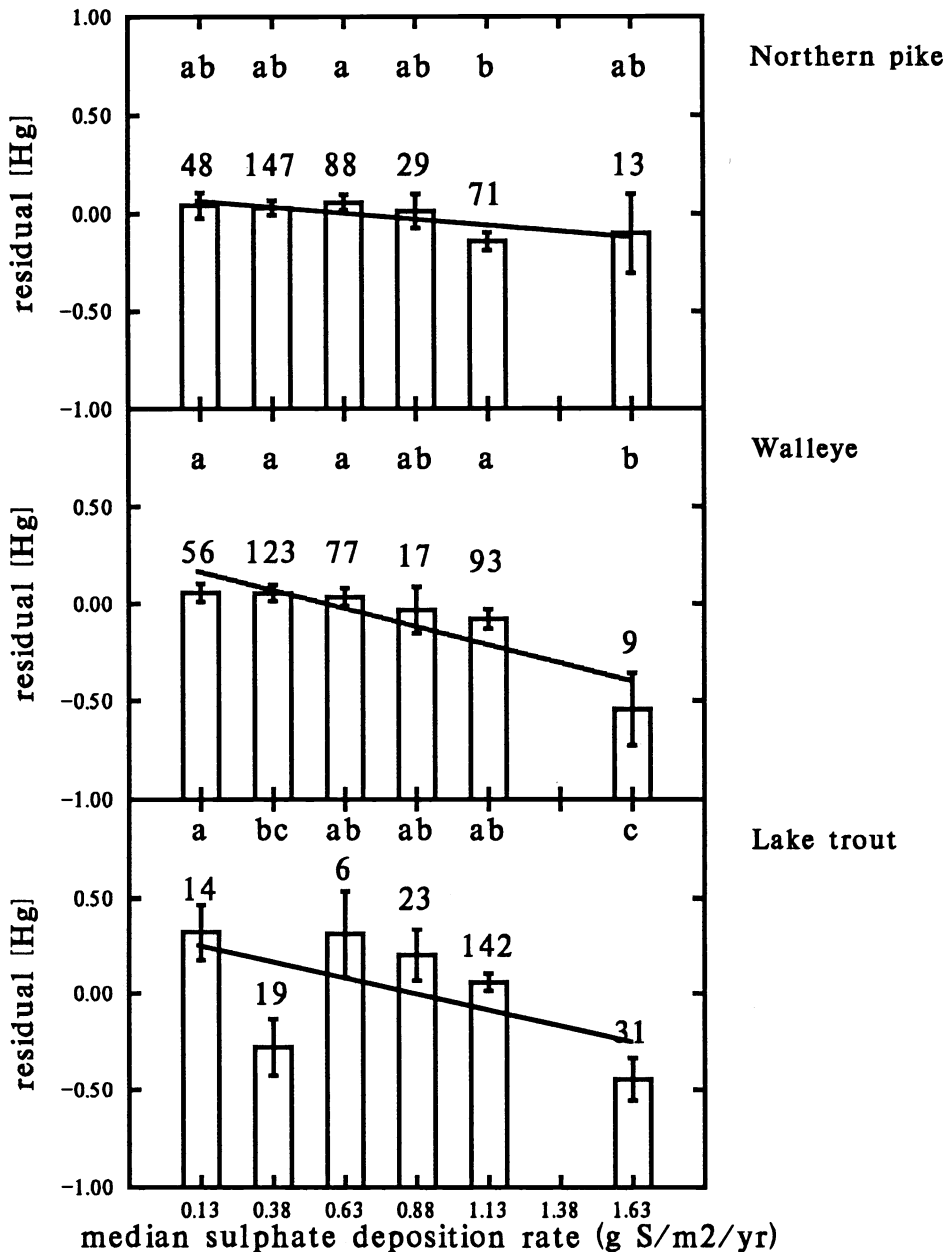 1.00
ab ab a ab b ab
Northern pike
0.50
48 147 88 29 71 13
0.00
−0.50
−1.00
residual [Hg]
a a a ab a b
Walleye
0.50
56 123 77 17 93 9
0.00
−0.50
−1.00
residual [Hg]
a bc ab ab ab c
Lake trout
0.50
14 19 6 23 142 31
0.00
−0.50
−1.00
residual [Hg]
0.13 0.38 0.63 0.88 1.13 1.38 1.63
median sulphate deposition rate (g S/m2/yr)